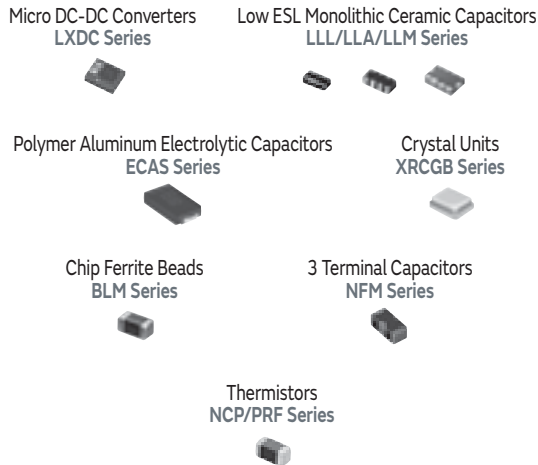 Micro DC-DC Converters
LXDC Series
Low ESL Monolithic Ceramic Capacitors
LLL/LLA/LLM Series
Polymer Aluminum Electrolytic Capacitors
ECAS Series
Crystal Units
XRCGB Series
Chip Ferrite Beads
BLM Series
3 Terminal Capacitors
NFM Series
Thermistors
NCP/PRF Series